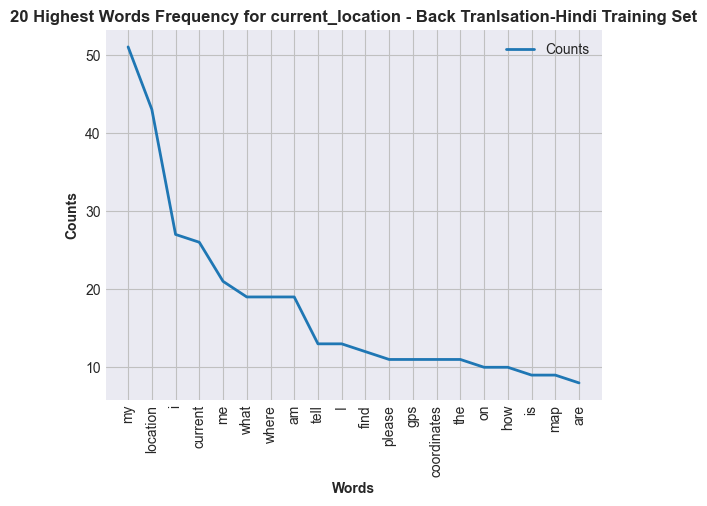 20 Highest Words Frequency for current_location - Back Tranlsation-Hindi Training Set
Counts
50
40
30
20
10
Counts
my
location
i
current
me
what
where
am
tell
I
find
please
gps
coordinates
the
on
how
is
map
are
Words